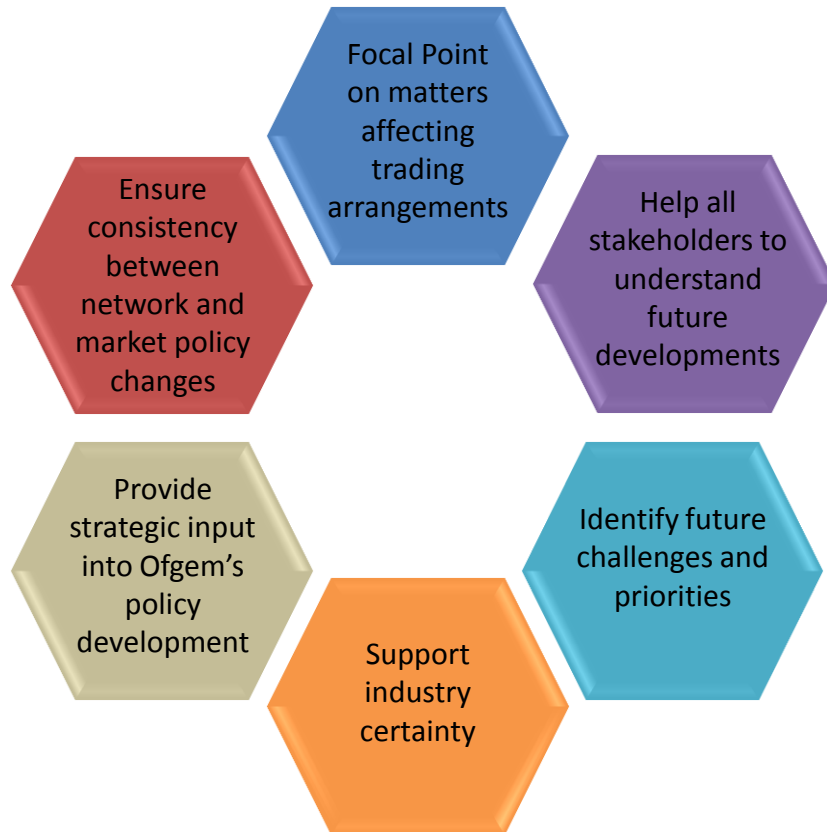 Focal Point
on matters
affecting
trading
arrangements
Help all
stakeholders to
understand
future
developments
Identify future
challenges and
priorities
Support
industry
certainty
Provide
strategic input
into Ofgem’s
policy
development
Ensure
consistency
between
network and
market policy
changes